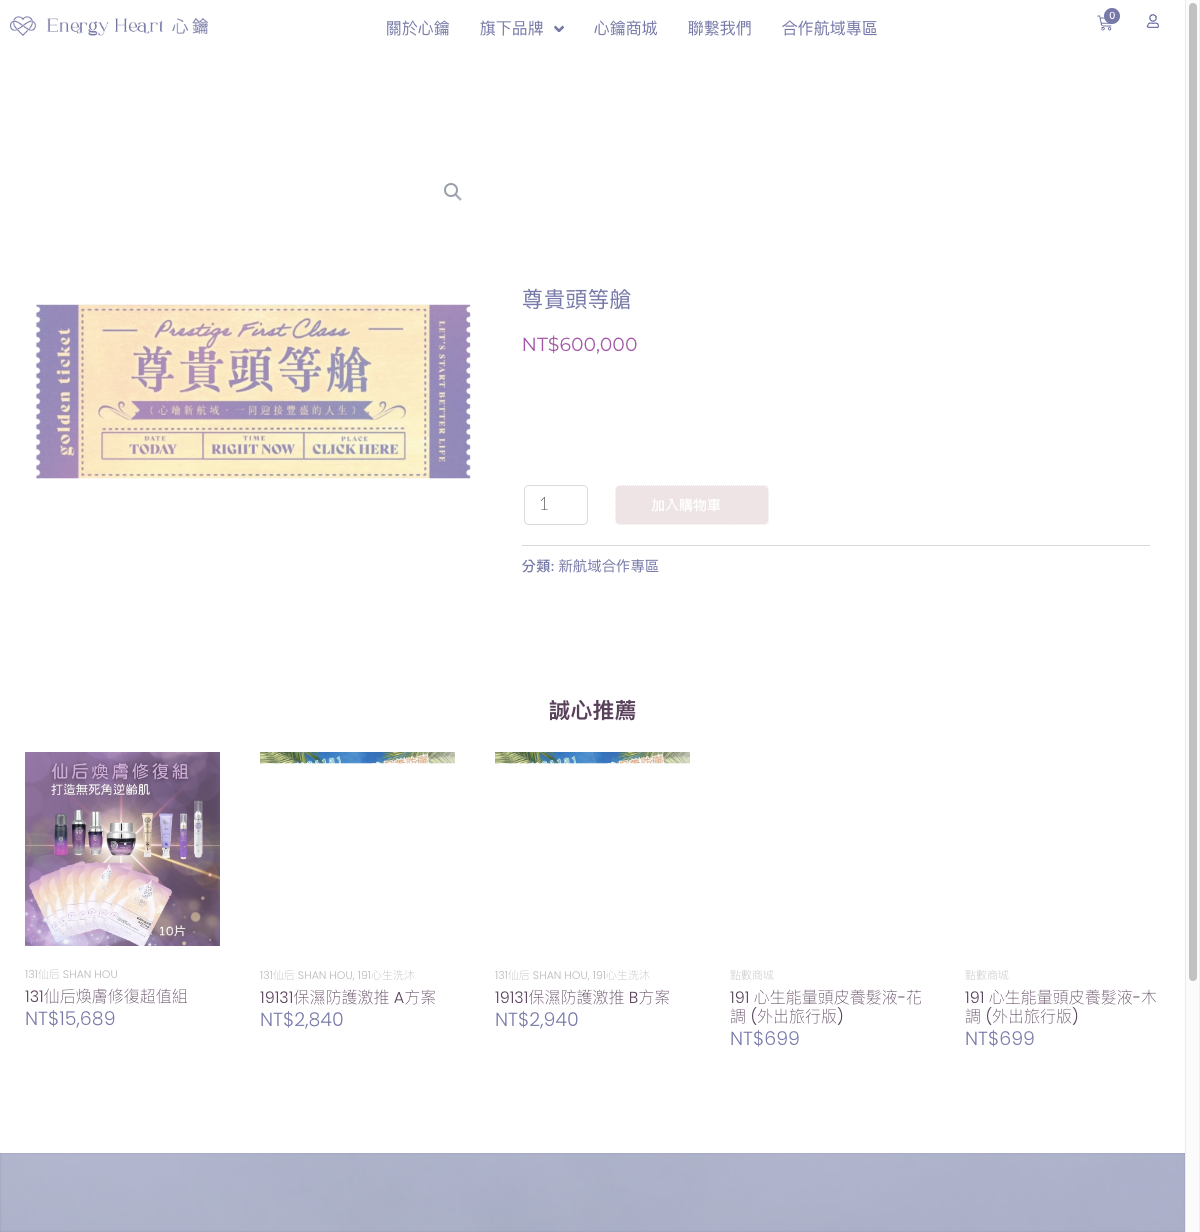 Energy Heart 心鑰
關於心鑰
旗下品牌
心鑰商城
聯繫我們
合作航域專區
0
尊貴頭等艙
NT$600,000
golden ticket
Prestige First Class
尊貴頭等艙
(心鑰新航域·一同迎接豐盛的人生)
DATE
TODAY
TIME
RIGHT NOW
PLACE
CLICK HERE
LET'S START BETTER LIFE
1
加入購物車
分類: 新航域合作專區
誠心推薦
仙后煥膚修復組
打造無死角逆齡肌
10片
131仙后 SHAN HOU
131仙后煥膚修復超值組
NT$15,689
131仙后 SHAN HOU, 191心生洗沐
19131保濕防護激推 A方案
NT$2,840
131仙后 SHAN HOU, 191心生洗沐
19131保濕防護激推 B方案
NT$2,940
點數商城
191 心生能量頭皮養髮液-花
調 (外出旅行版)
NT$699
點數商城
191 心生能量頭皮養髮液-木
調 (外出旅行版)
NT$699